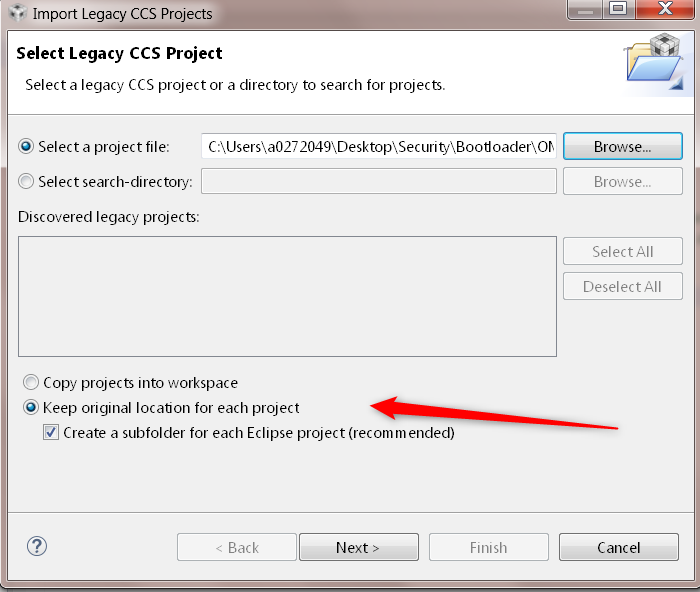 Import Legacy CCS Projects
Select Legacy CCS Project
Select a legacy CCS project or a directory to search for projects.
Select a project file: C:\Users\a0272049\Desktop\Security\Bootloader\OM Browse...
Select search-directory: Browse...
Discovered legacy projects:
Select All
Deselect All
Copy projects into workspace
Keep original location for each project
Create a subfolder for each Eclipse project (recommended)
? < Back Next > Finish Cancel